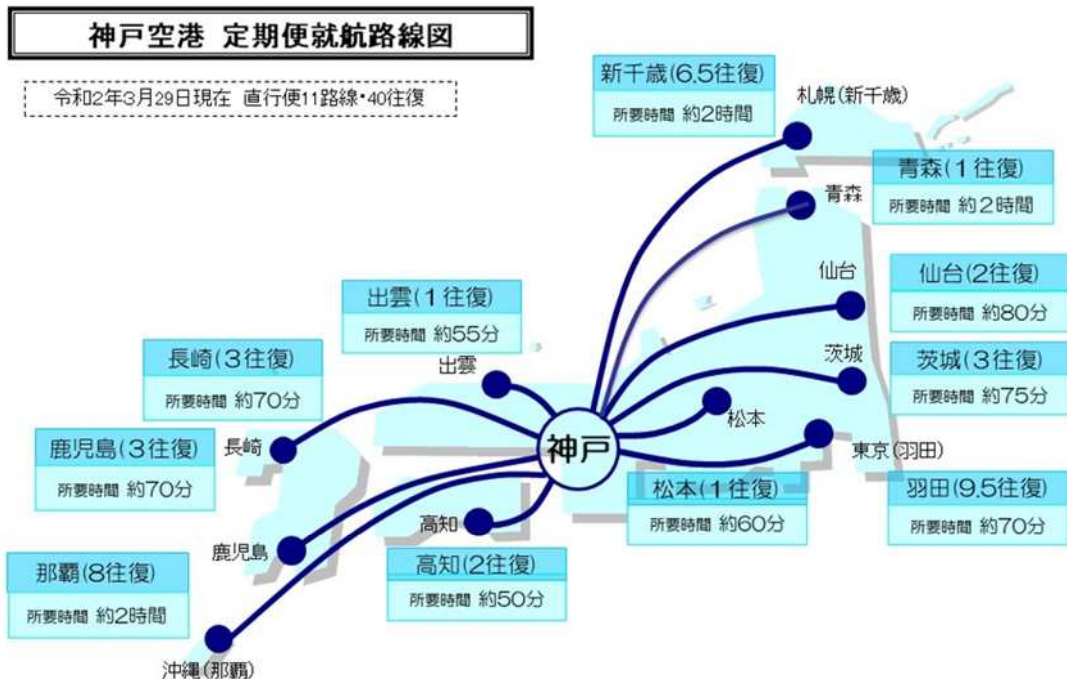 神戸空港 定期便就航路線図
令和2年3月29日現在 直行便11路線・40往復
新千歳(6.5往復)
所要時間 約2時間
札幌(新千歳)
青森(1往復)
所要時間 約2時間
青森
仙台
仙台(2往復)
所要時間 約80分
出雲(1往復)
所要時間 約55分
出雲
茨城
茨城(3往復)
所要時間 約75分
長崎(3往復)
所要時間 約70分
長崎
松本
神戸
東京(羽田)
鹿児島(3往復)
所要時間 約70分
鹿児島
松本(1往復)
所要時間 約60分
羽田(9.5往復)
所要時間 約70分
高知
高知(2往復)
所要時間 約50分
那覇(8往復)
所要時間 約2時間
沖縄(那覇)